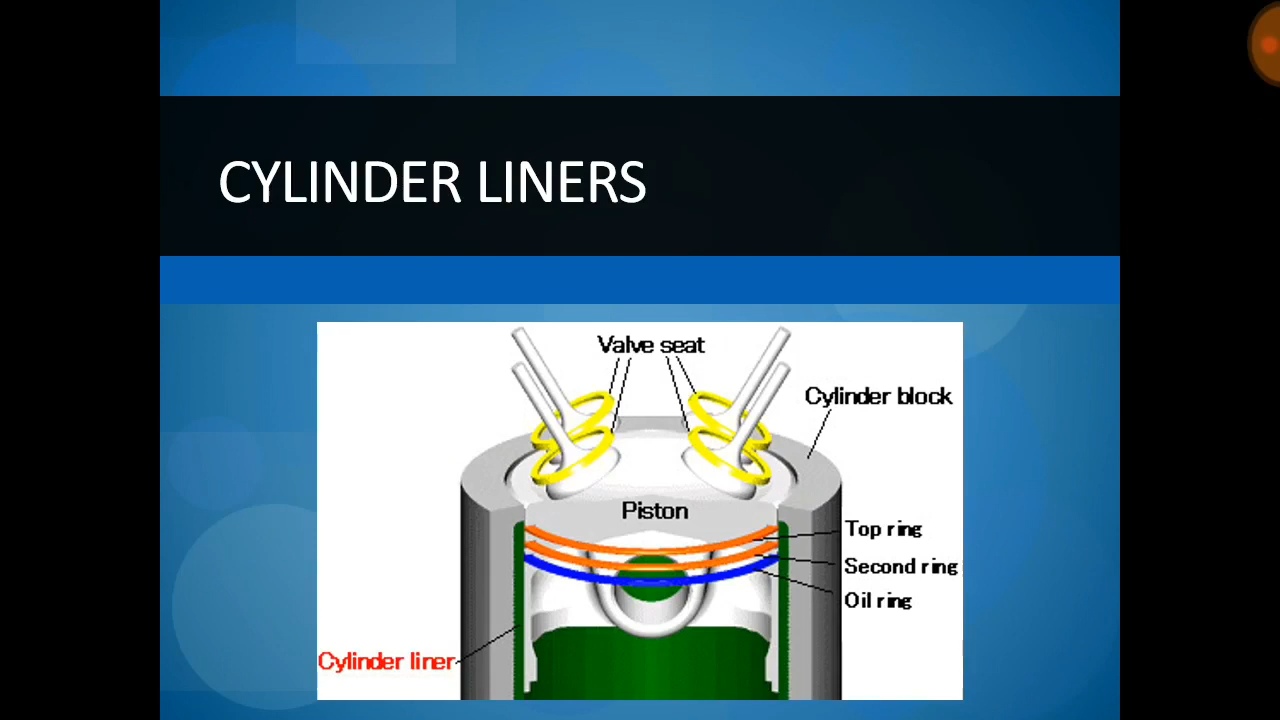 CYLINDER LINERS
Valve seat
Cylinder block
Piston
Top ring
Second ring
Oil ring
Cylinder liner